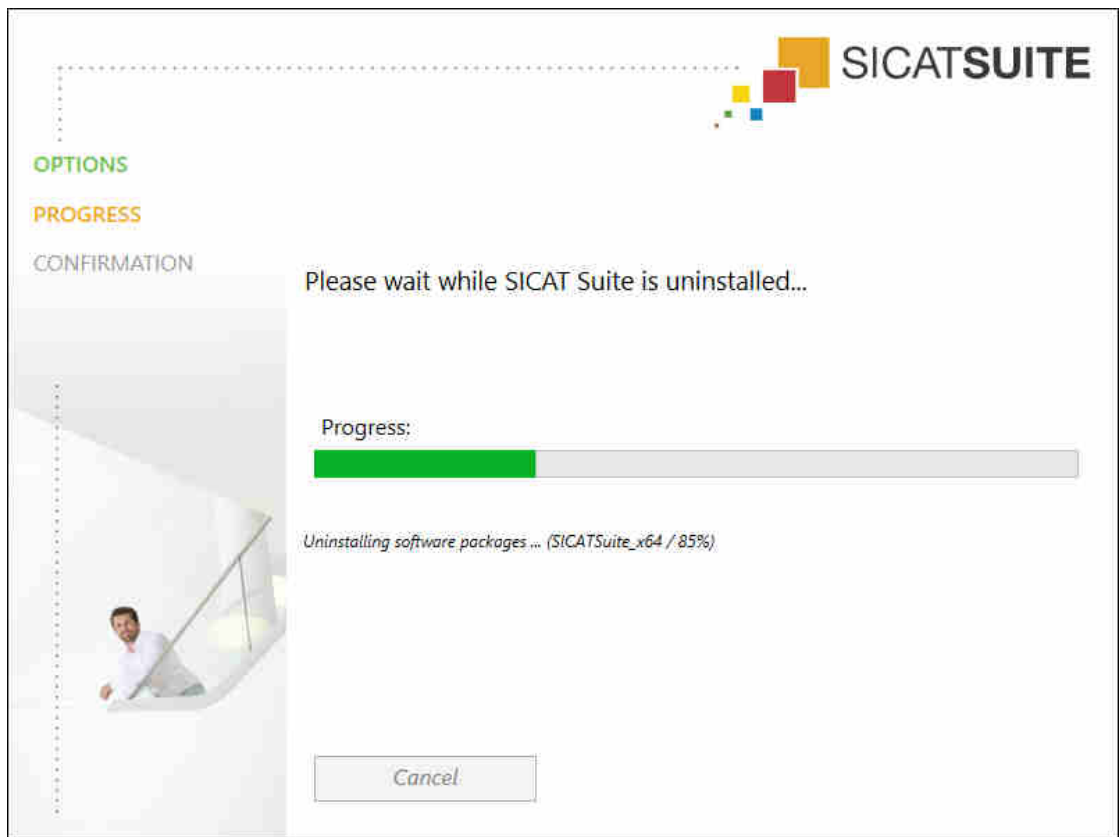 SICATSUITE
OPTIONS
PROGRESS
CONFIRMATION
Please wait while SICAT Suite is uninstalled...
Progress:
Uninstalling software packages ... (SICATSuite_x64 / 85%)
Cancel